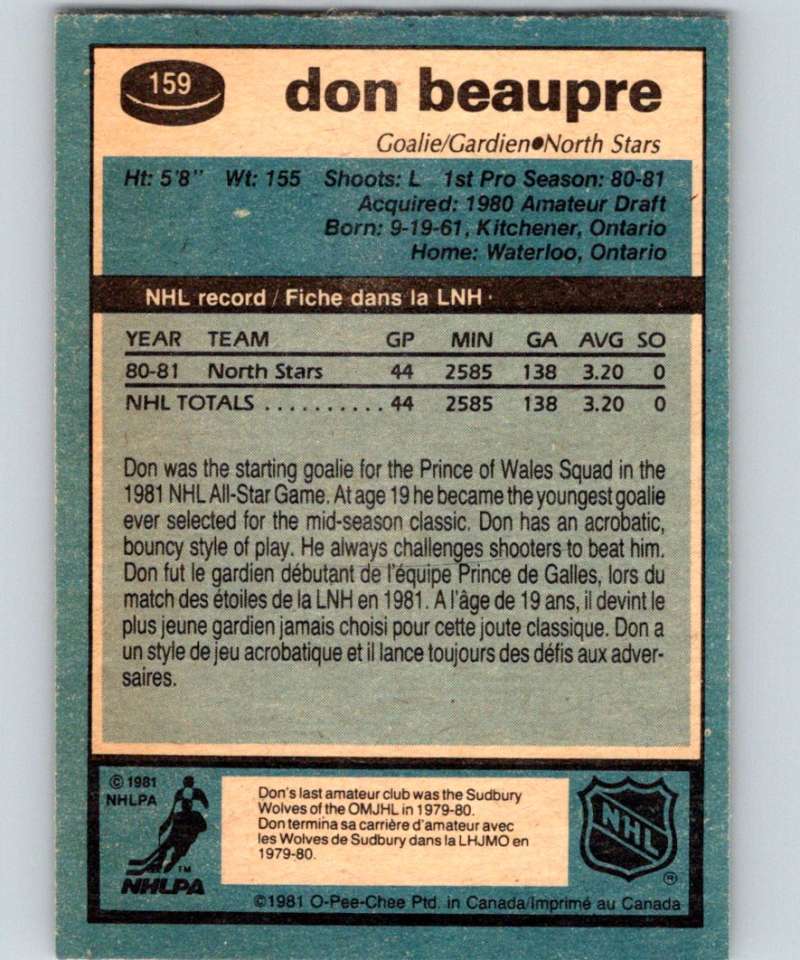 159
don beaupre
Goalie/Gardien●North Stars
Ht: 5'8" Wt: 155 Shoots: L 1st Pro Season: 80-81
Acquired: 1980 Amateur Draft
Born: 9-19-61, Kitchener, Ontario
Home: Waterloo, Ontario
NHL record / Fiche dans la LNH
YEAR TEAM GP MIN GA AVG SO
80-81 North Stars 44 2585 138 3.20 0
NHL TOTALS .......... 44 2585 138 3.20 0
Don was the starting goalie for the Prince of Wales Squad in the
1981 NHL All-Star Game. At age 19 he became the youngest goalie
ever selected for the mid-season classic. Don has an acrobatic,
bouncy style of play. He always challenges shooters to beat him.
Don fut le gardien débutant de l'équipe Prince de Galles, lors du
match des étoiles de la LNH en 1981. A l'âge de 19 ans, il devint le
plus jeune gardien jamais choisi pour cette joute classique. Don a
un style de jeu acrobatique et il lance toujours des défis aux adver-
saires.
© 1981
NHLPA
TM
NHLPA
Don's last amateur club was the Sudbury
Wolves of the OMJHL in 1979-80.
Don termina sa carrière d'amateur avec
les Wolves de Sudbury dans la LHJMO en
1979-80.
NHL
®
©1981 O-Pee-Chee Ptd. in Canada/Imprimé au Canada